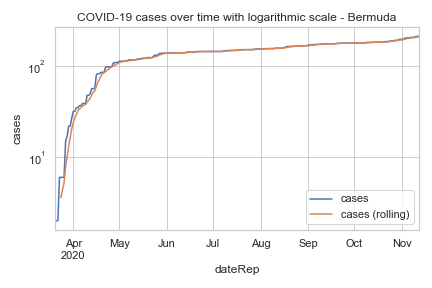 COVID-19 cases over time with logarithmic scale - Bermuda
cases
10²
10¹
Apr
2020
May
Jun
Jul
Aug
Sep
Oct
Nov
dateRep
cases
cases (rolling)